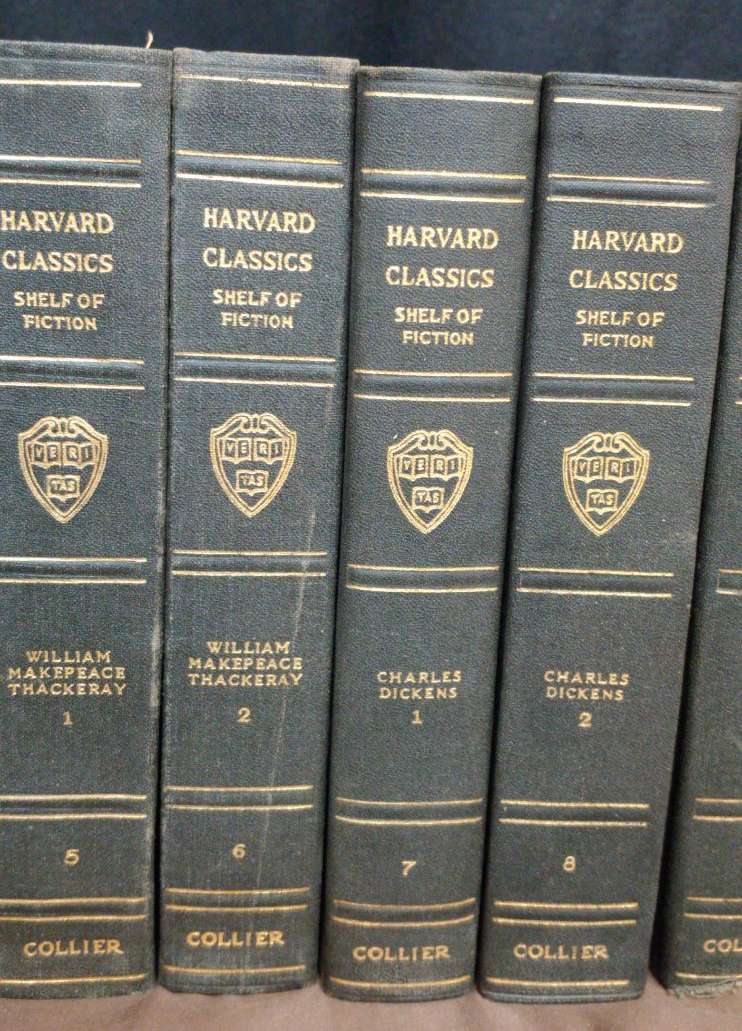 HARVARD
CLASSICS
SHELF OF
FICTION
VERI
TAS
WILLIAM
MAKEPEACE
THACKERAY
1
5
COLLIER
HARVARD
CLASSICS
SHELF OF
FICTION
VERI
TAS
WILLIAM
MAKEPEACE
THACKERAY
2
6
COLLIER
HARVARD
CLASSICS
SHELF OF
FICTION
VERI
TAS
CHARLES
DICKENS
1
7
COLLIER
HARVARD
CLASSICS
SHELF OF
FICTION
VERI
TAS
CHARLES
DICKENS
2
8
COLLIER
CO